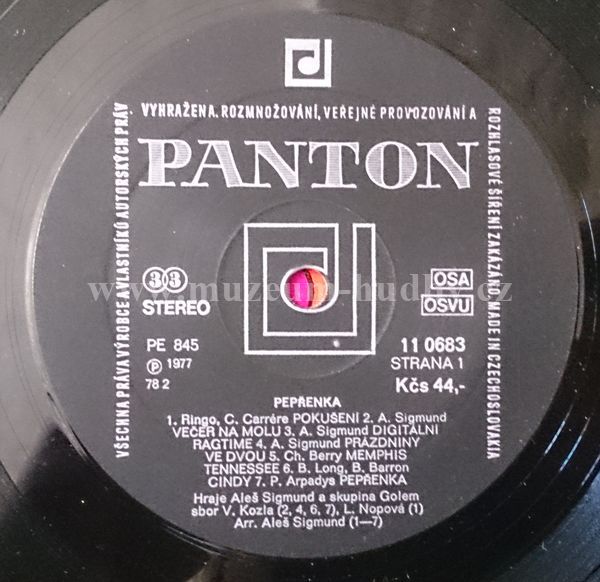 VYHRAŽENA. ROZMNOŽOVÁNÍ, VEŘEJNÉ PROVOZOVÁNÍ A
VŠECHNA PRÁVA VÝROBCE A VLASTNÍKŮ AUTORSKÝCH PRÁV
ROZHLASOVÉ ŠÍŘENÍ ZAKÁZÁNO. MADE IN CZECHOSLOVAKIA
PANTON
33
STEREO
OSA
OSVU
www.muzeum-hudby.cz
PE 845
Ⓟ 1977
78 2
11 0683
STRANA 1
Kčs 44,-
PEPŘENKA
1. Ringo, C. Carrére POKUŠENÍ 2. A. Sigmund
VEČER NA MOLU 3. A. Sigmund DIGITÁLNÍ
RAGTIME 4. A. Sigmund PRÁZDNINY
VE DVOU 5. Ch. Berry MEMPHIS
TENNESSEE 6. B. Long, B. Barron
CINDY 7. P. Arpadys PEPŘENKA
Hraje Aleš Sigmund a skupina Golem
sbor V. Kozla (2, 4, 6, 7), L. Nopová (1)
Arr. Aleš Sigmund (1—7)